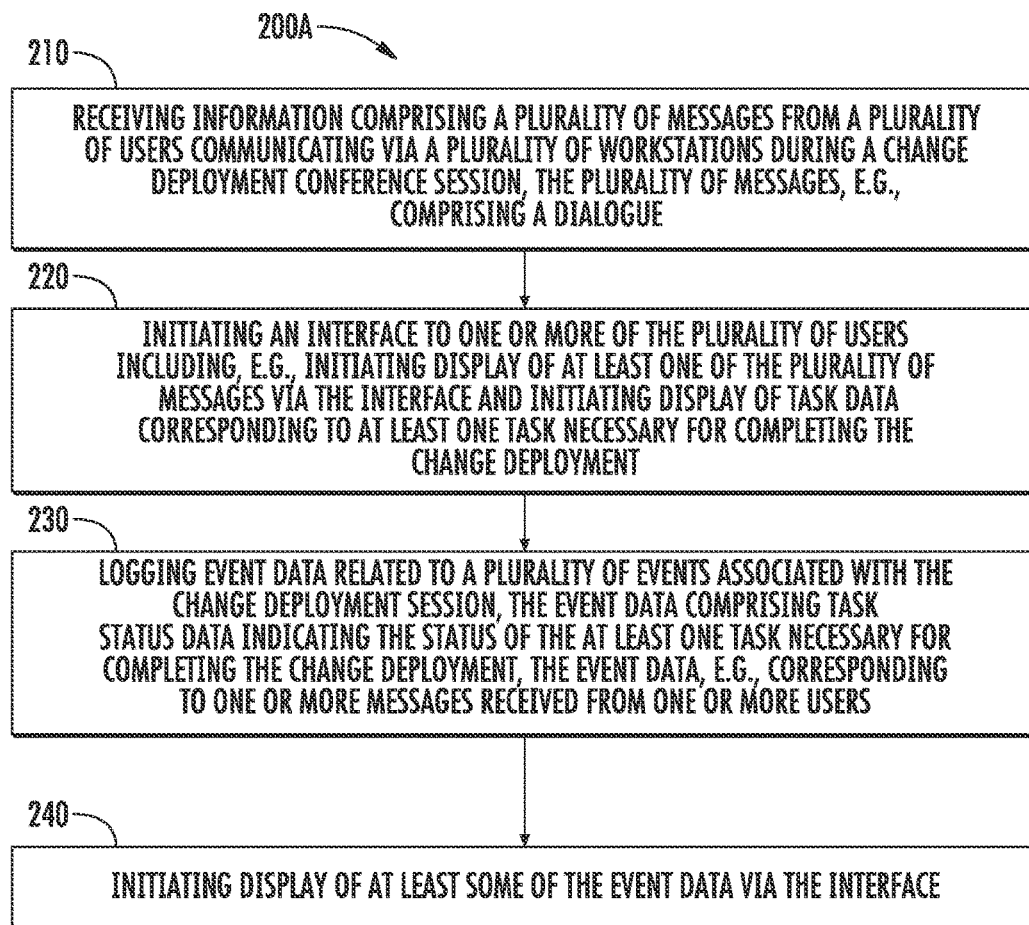 200A
210
RECEIVING INFORMATION COMPRISING A PLURALITY OF MESSAGES FROM A PLURALITY
OF USERS COMMUNICATING VIA A PLURALITY OF WORKSTATIONS DURING A CHANGE
DEPLOYMENT CONFERENCE SESSION, THE PLURALITY OF MESSAGES, E.G.,
COMPRISING A DIALOGUE
220
INITIATING AN INTERFACE TO ONE OR MORE OF THE PLURALITY OF USERS
INCLUDING, E.G., INITIATING DISPLAY OF AT LEAST ONE OF THE PLURALITY OF
MESSAGES VIA THE INTERFACE AND INITIATING DISPLAY OF TASK DATA
CORRESPONDING TO AT LEAST ONE TASK NECESSARY FOR COMPLETING THE
CHANGE DEPLOYMENT
230
LOGGING EVENT DATA RELATED TO A PLURALITY OF EVENTS ASSOCIATED WITH THE
CHANGE DEPLOYMENT SESSION, THE EVENT DATA COMPRISING TASK
STATUS DATA INDICATING THE STATUS OF THE AT LEAST ONE TASK NECESSARY FOR
COMPLETING THE CHANGE DEPLOYMENT, THE EVENT DATA, E.G., CORRESPONDING
TO ONE OR MORE MESSAGES RECEIVED FROM ONE OR MORE USERS
240
INITIATING DISPLAY OF AT LEAST SOME OF THE EVENT DATA VIA THE INTERFACE